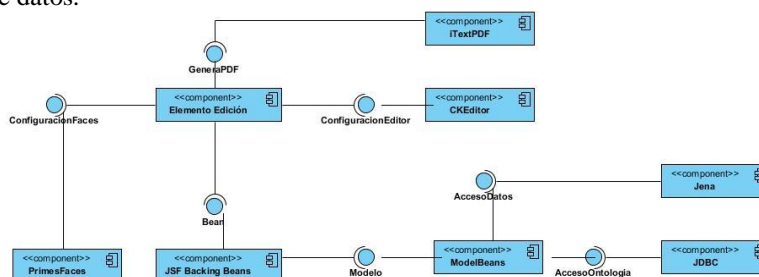 e datos.
<<component>>
iTextPDF
GeneraPDF
<<component>>
Elemento Edición
<<component>>
CKEditor
ConfiguracionFaces
ConfiguracionEditor
<<component>>
Jena
AccesoDatos
Bean
<<component>>
PrimesFaces
<<component>>
JSF Backing Beans
Modelo
<<component>>
ModelBeans
AccesoOntologia
<<component>>
JDBC